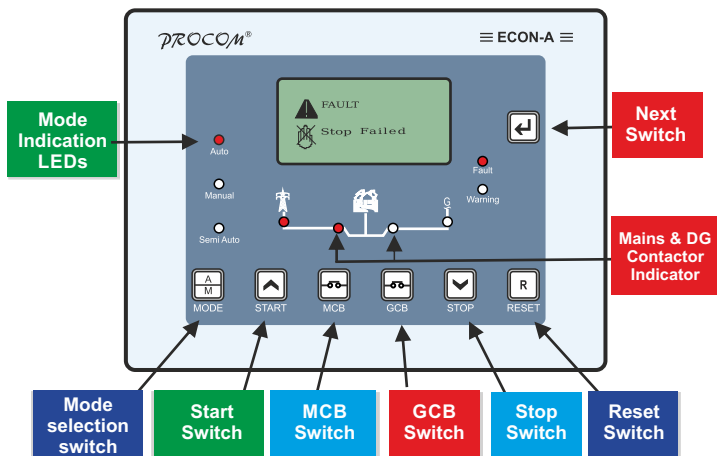 PROCOM®
≡ ECON-A ≡
FAULT
Stop Failed
Mode
Indication
LEDs
Next
Switch
Auto
Manual
Semi Auto
Fault
Warning
G
Mains & DG
Contactor
Indicator
A
M
MODE
START
MCB
GCB
STOP
R
RESET
Mode
selection
switch
Start
Switch
MCB
Switch
GCB
Switch
Stop
Switch
Reset
Switch